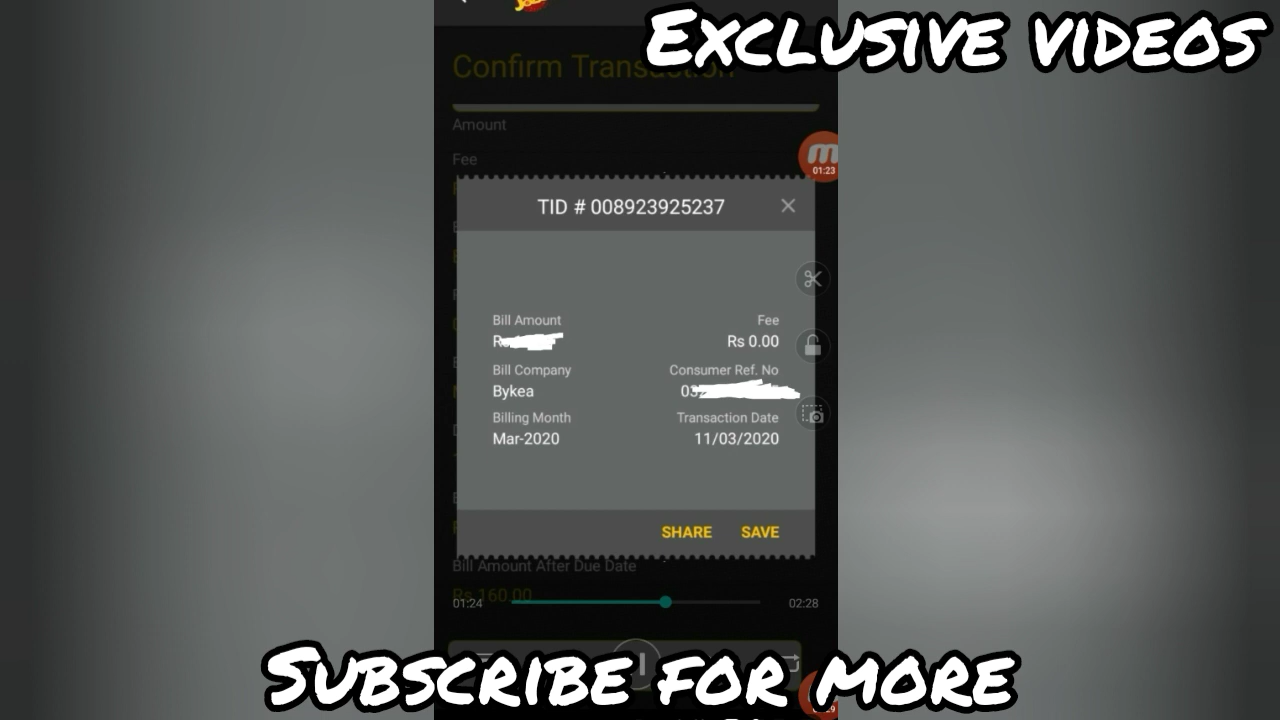 EXCLUSIVE VIDEOS
Confirm Transaction
Amount
Fee
01:23
TID # 008923925237
Bill Amount
Fee
Rs 0.00
Bill Company
Consumer Ref. No
Bykea
03
Billing Month
Transaction Date
Mar-2020
11/03/2020
SHARE
SAVE
Bill Amount After Due Date
Rs 160.00
01:24
02:28
SUBSCRIBE FOR MORE